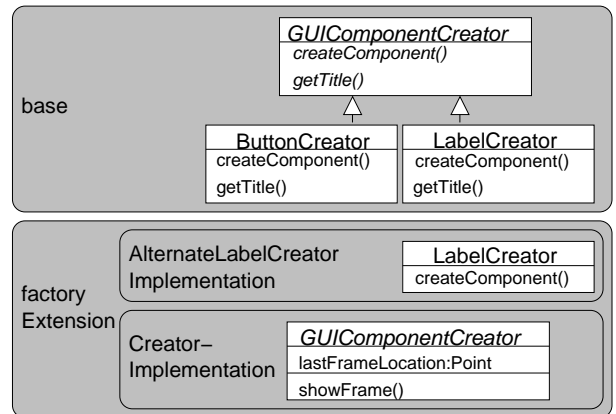 GUIComponentCreator
createComponent()
getTitle()
base
ButtonCreator
createComponent()
getTitle()
LabelCreator
createComponent()
getTitle()
factory
Extension
AlternateLabelCreator
Implementation
LabelCreator
createComponent()
Creator−
Implementation
GUIComponentCreator
lastFrameLocation:Point
showFrame()